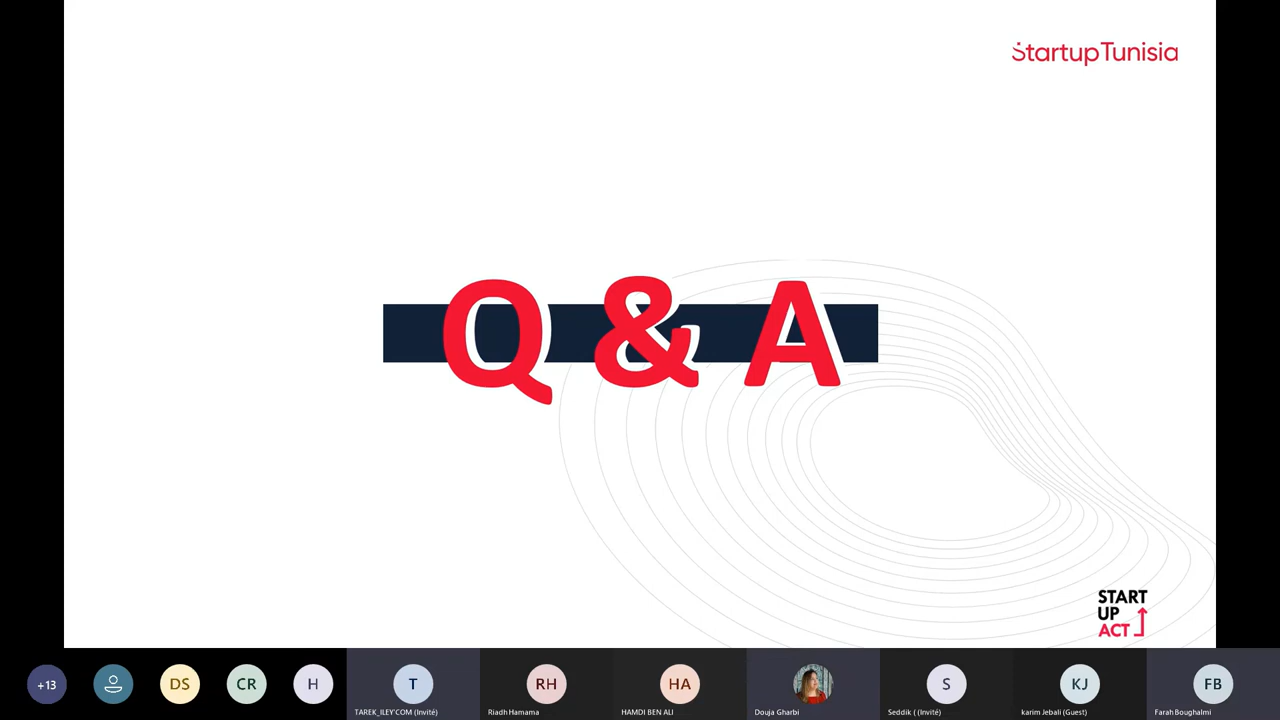 StartupTunisia
Q & A
START
UP
ACT
+13
DS
CR
H
T
RH
HA
S
KJ
FB
TAREK_ILEY'COM (Invité)
Riadh Hamama
HAMDI BEN ALI
Douja Gharbi
Seddik ( (Invité)
karim Jebali (Guest)
Farah Boughalmi